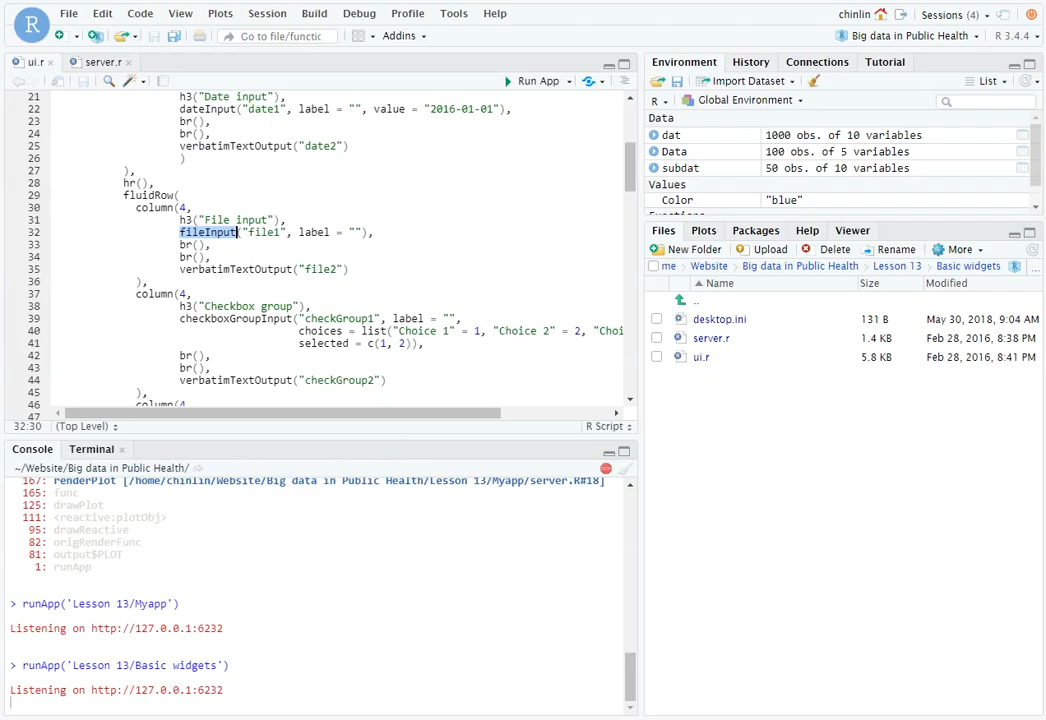 R File Edit Code View Plots Session Build Debug Profile Tools Help chinlin Sessions (4)
Go to file/functic Addins Big data in Public Health R 3.4.4
ui.r × server.r ×
Run App
21 h3("Date input"),
22 dateInput("date1", label = "", value = "2016-01-01"),
23 br(),
24 br(),
25 verbatimTextOutput("date2")
26 )
27 ),
28 hr(),
29 fluidRow(
30 column(4,
31 h3("File input"),
32 fileInput("file1", label = ""),
33 br(),
34 br(),
35 verbatimTextOutput("file2")
36 ),
37 column(4,
38 h3("Checkbox group"),
39 checkboxGroupInput("checkGroup1", label = "",
40 choices = list("Choice 1" = 1, "Choice 2" = 2, "Choi
41 selected = c(1, 2)),
42 br(),
43 br(),
44 verbatimTextOutput("checkGroup2")
45 ),
46 column(4
47
32:30 (Top Level) R Script
Console Terminal ×
~/Website/Big data in Public Health/
167: renderPlot [/home/chinlin/Website/Big data in Public Health/Lesson 13/Myapp/server.R#18]
165: func
125: drawPlot
111: <reactive:plotObj>
95: drawReactive
82: origRenderFunc
81: output$PLOT
1: runApp
> runApp('Lesson 13/Myapp')
Listening on http://127.0.0.1:6232
> runApp('Lesson 13/Basic widgets')
Listening on http://127.0.0.1:6232
Environment History Connections Tutorial
Import Dataset List
R Global Environment
Data
dat 1000 obs. of 10 variables
Data 100 obs. of 5 variables
subdat 50 obs. of 10 variables
Values
Color "blue"
Files Plots Packages Help Viewer
New Folder Upload Delete Rename More
me > Website > Big data in Public Health > Lesson 13 > Basic widgets R ...
Name Size Modified
..
desktop.ini 131 B May 30, 2018, 9:04 AM
server.r 1.4 KB Feb 28, 2016, 8:38 PM
ui.r 5.8 KB Feb 28, 2016, 8:41 PM